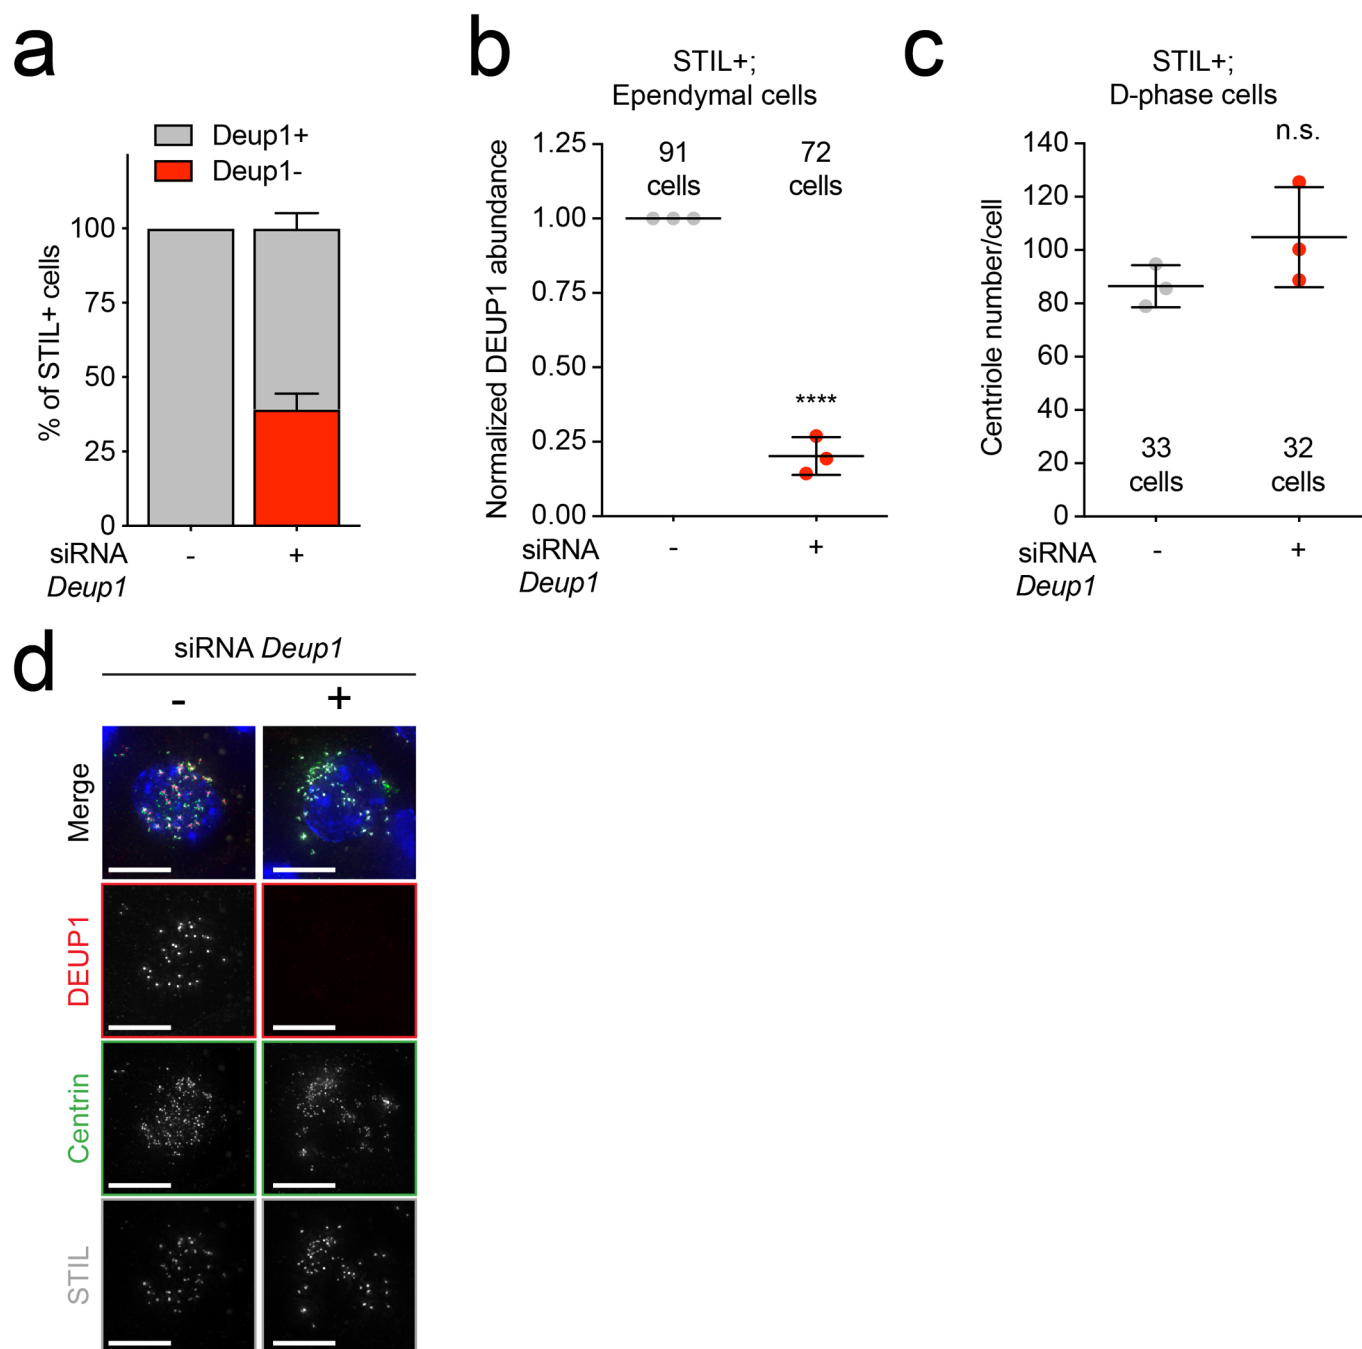 a
Deup1+
Deup1-
% of STIL+ cells
100
75
50
25
0
siRNA
Deup1
-
+
b
STIL+;
Ependymal cells
Normalized DEUP1 abundance
1.25
1.00
0.75
0.50
0.25
0.00
91
cells
72
cells
****
siRNA
Deup1
-
+
c
STIL+;
D-phase cells
n.s.
Centriole number/cell
140
120
100
80
60
40
20
0
33
cells
32
cells
siRNA
Deup1
-
+
d
siRNA Deup1
-
+
Merge
DEUP1
Centrin
STIL